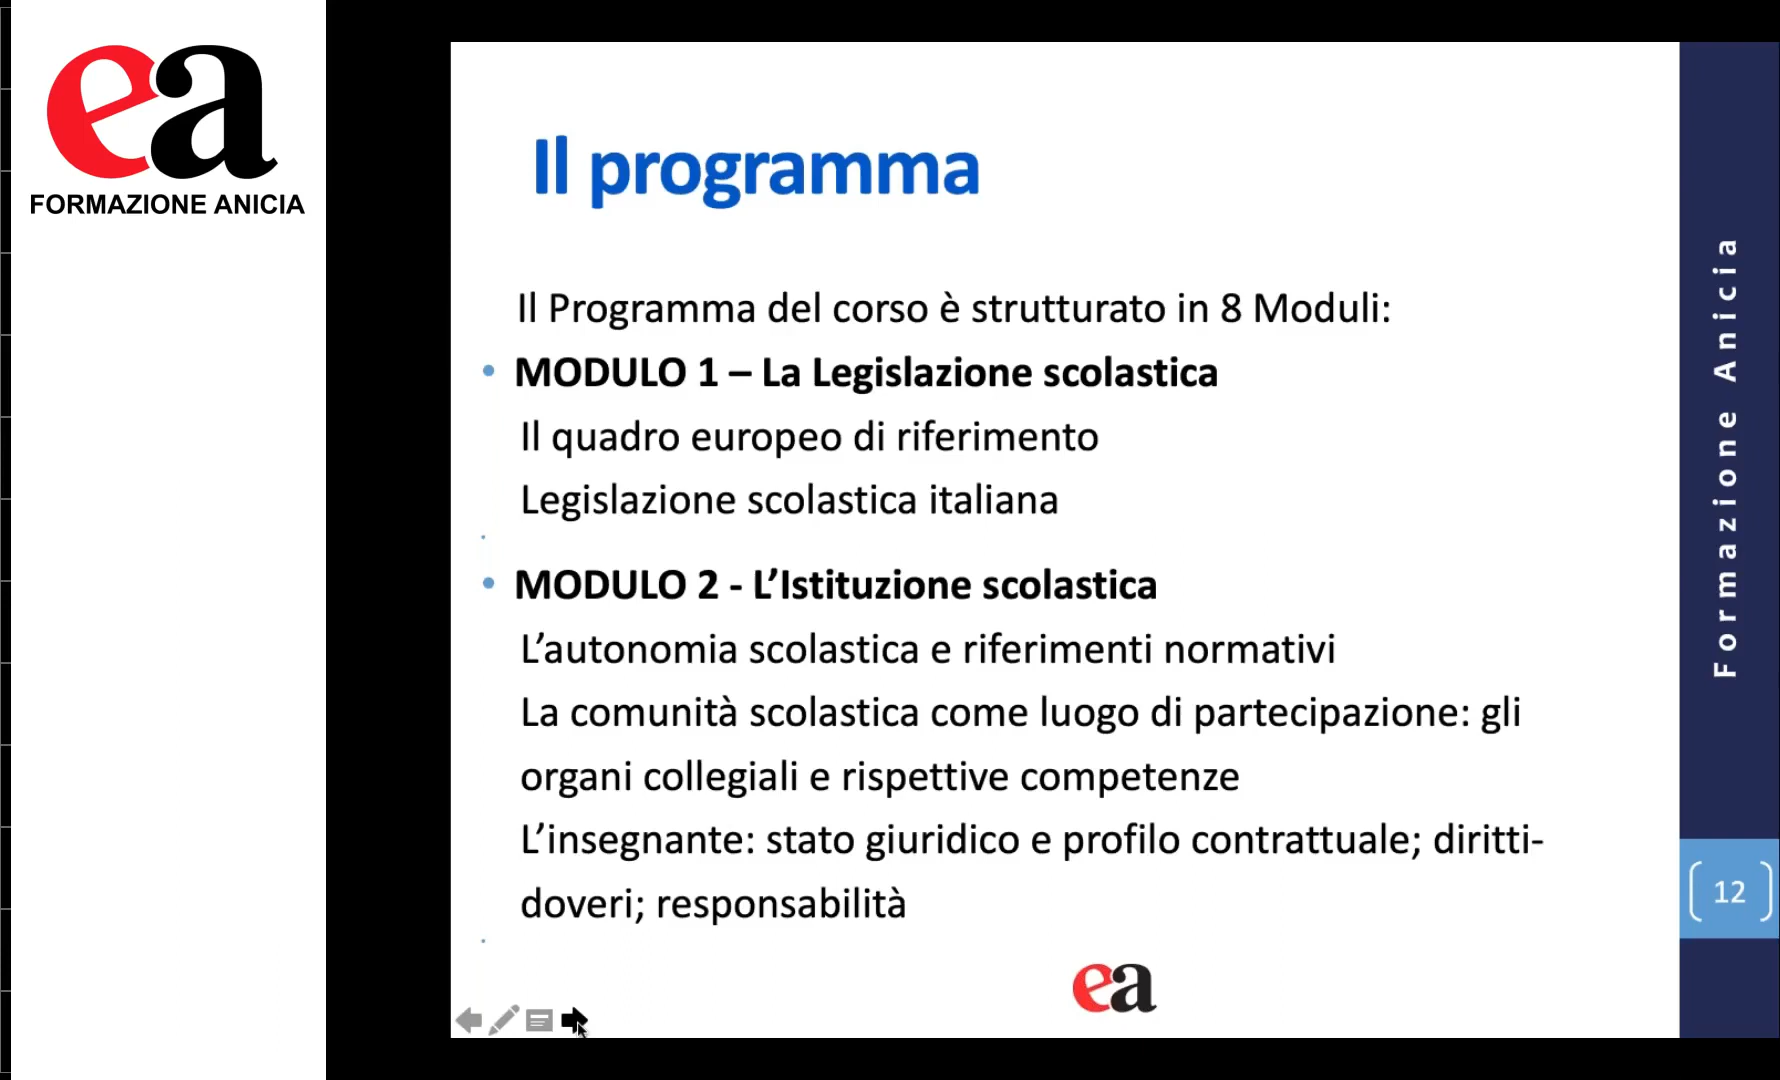 ea
FORMAZIONE ANICIA
Il programma
Il Programma del corso è strutturato in 8 Moduli:
• MODULO 1 – La Legislazione scolastica
Il quadro europeo di riferimento
Legislazione scolastica italiana
• MODULO 2 - L’Istituzione scolastica
L’autonomia scolastica e riferimenti normativi
La comunità scolastica come luogo di partecipazione: gli
organi collegiali e rispettive competenze
L’insegnante: stato giuridico e profilo contrattuale; diritti-
doveri; responsabilità
ea
Formazione Anicia
12